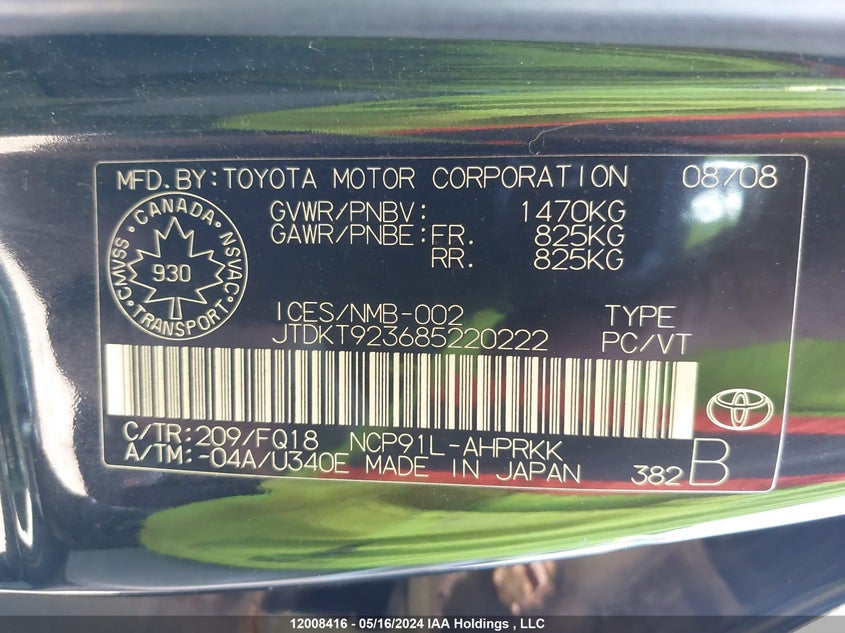 MFD.BY:TOYOTA MOTOR CORPORATION 08/08
GVWR/PNBV: 1470KG
GAWR/PNBE:FR. 825KG
RR. 825KG
CANADA
CMVSS NSVAC
930
TRANSPORT
ICES/NMB-002 TYPE
JTDKT923685220222 PC/VT
C/TR:209/FQ18 NCP91L-AHPRKK
A/TM:-04A/U340E MADE IN JAPAN 382 B
12008416 - 05/16/2024 IAA Holdings , LLC